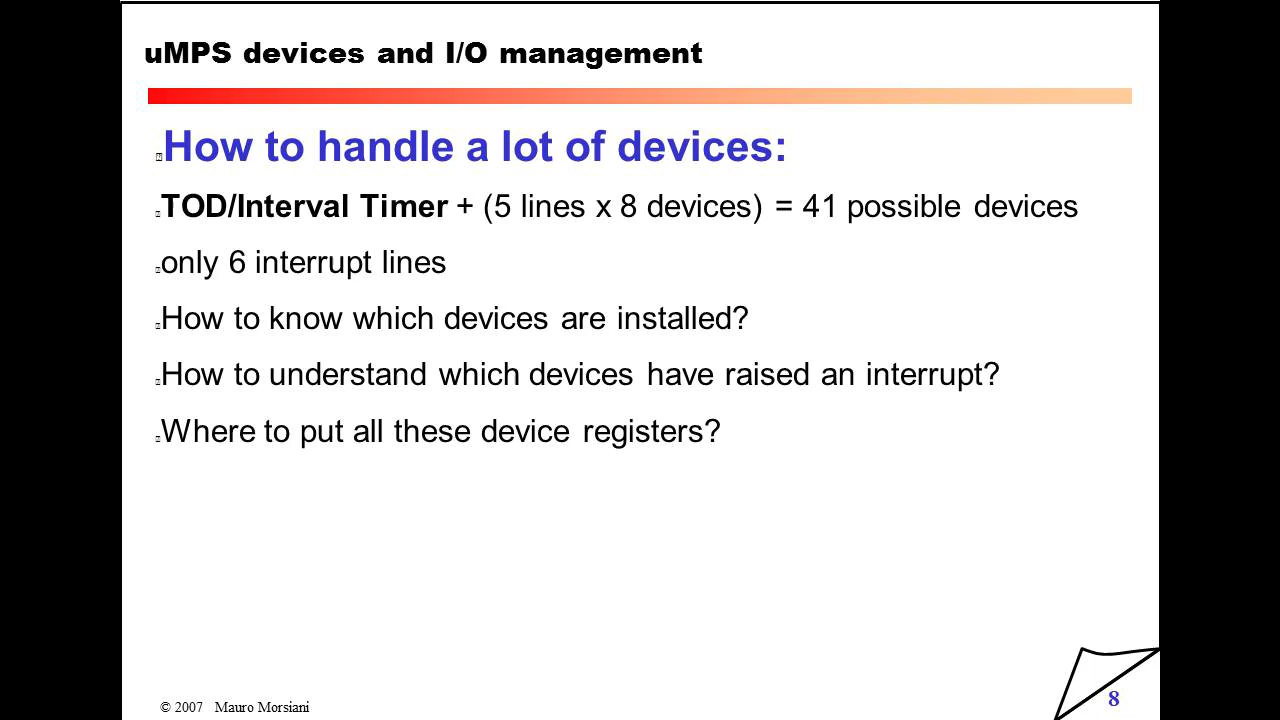 uMPS devices and I/O management
How to handle a lot of devices:
TOD/Interval Timer + (5 lines x 8 devices) = 41 possible devices
only 6 interrupt lines
How to know which devices are installed?
How to understand which devices have raised an interrupt?
Where to put all these device registers?
© 2007 Mauro Morsiani
8